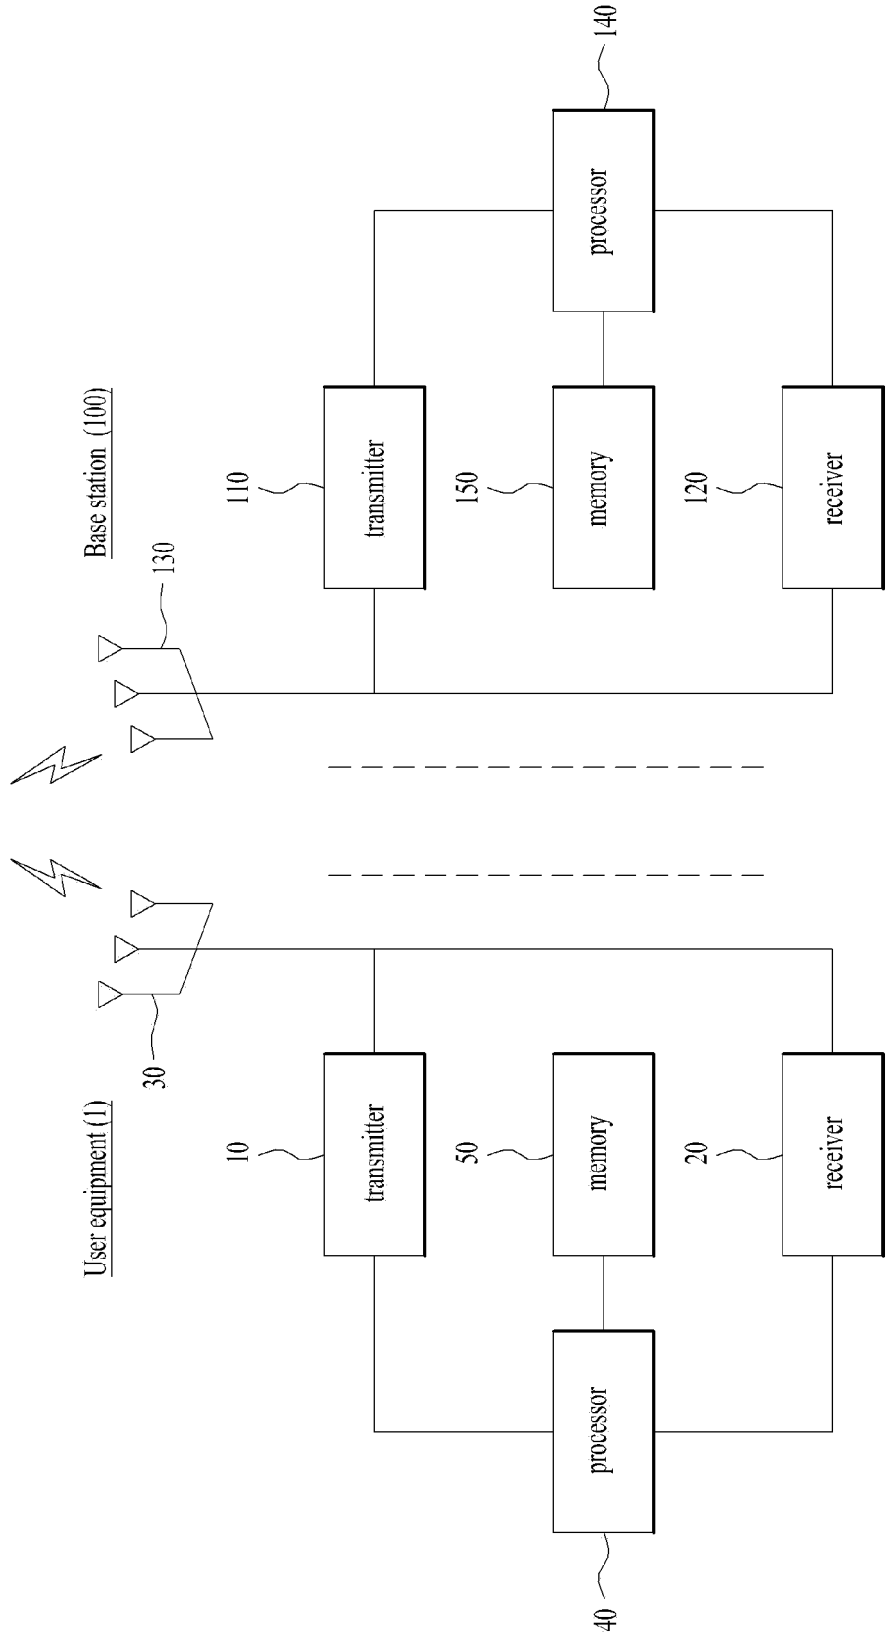 User equipment (1)
Base station (100)
30
130
10
transmitter
110
transmitter
40
processor
50
memory
150
memory
processor
140
20
receiver
120
receiver